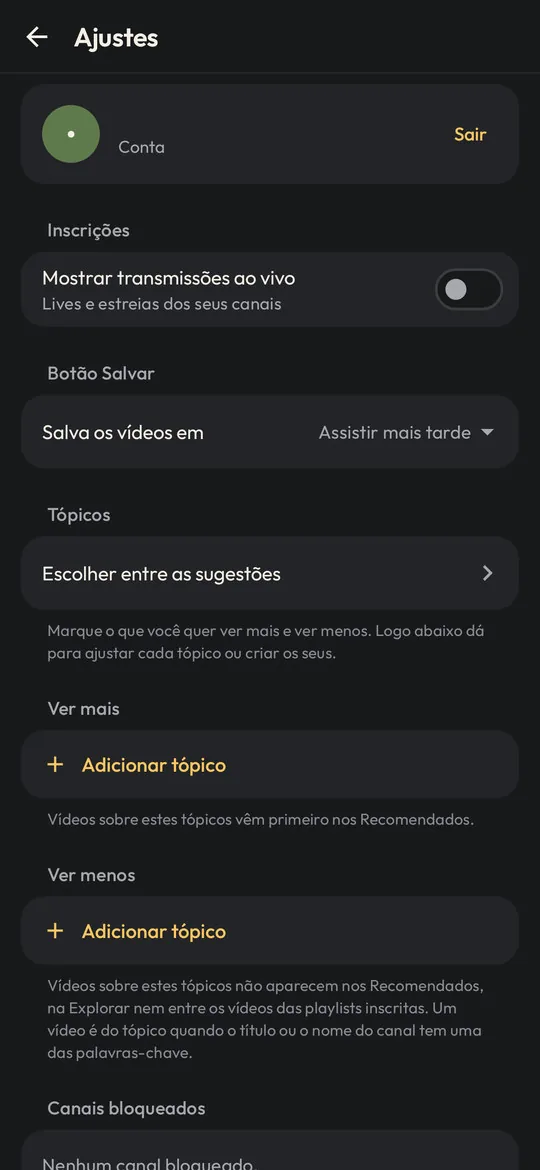 Ajustes
Conta
Sair
Inscrições
Mostrar transmissões ao vivo
Lives e estreias dos seus canais
Botão Salvar
Salva os vídeos em
Assistir mais tarde
Tópicos
Escolher entre as sugestões
Marque o que você quer ver mais e ver menos. Logo abaixo dá
para ajustar cada tópico ou criar os seus.
Ver mais
+ Adicionar tópico
Vídeos sobre estes tópicos vêm primeiro nos Recomendados.
Ver menos
+ Adicionar tópico
Vídeos sobre estes tópicos não aparecem nos Recomendados,
na Explorar nem entre os vídeos das playlists inscritas. Um
vídeo é do tópico quando o título ou o nome do canal tem uma
das palavras-chave.
Canais bloqueados
Nenhum canal bloqueado.